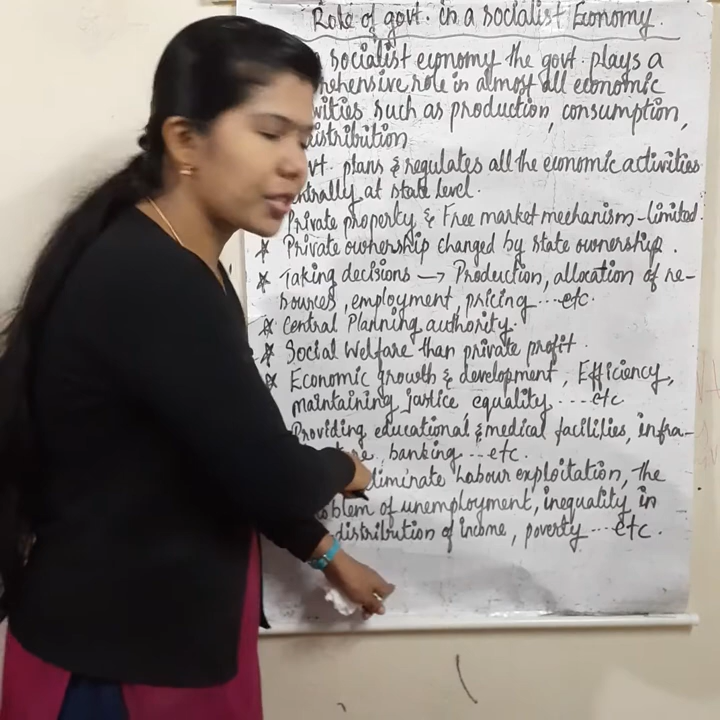 Role of govt. in a socialist Economy.
socialist economy the govt. plays a
hensive role in almost all economic
vities such as production, consumption,
istribution
vt. plans & regulates all the economic activities
ntrally at state level.
Private property & Free market mechanism - limited.
* Private ownership changed by state ownership.
* Taking decisions → Production, allocation of re-
sources, employment, pricing ... etc.
* Central Planning authority.
* Social Welfare than private profit.
* Economic growth & development, Efficiency,
maintaining justice, equality ..... etc
Providing educational & medical facilities, infra-
banking ... etc.
liminate Labour exploitation, the
blem of unemployment, inequality in
distribution of income, poverty .... etc.